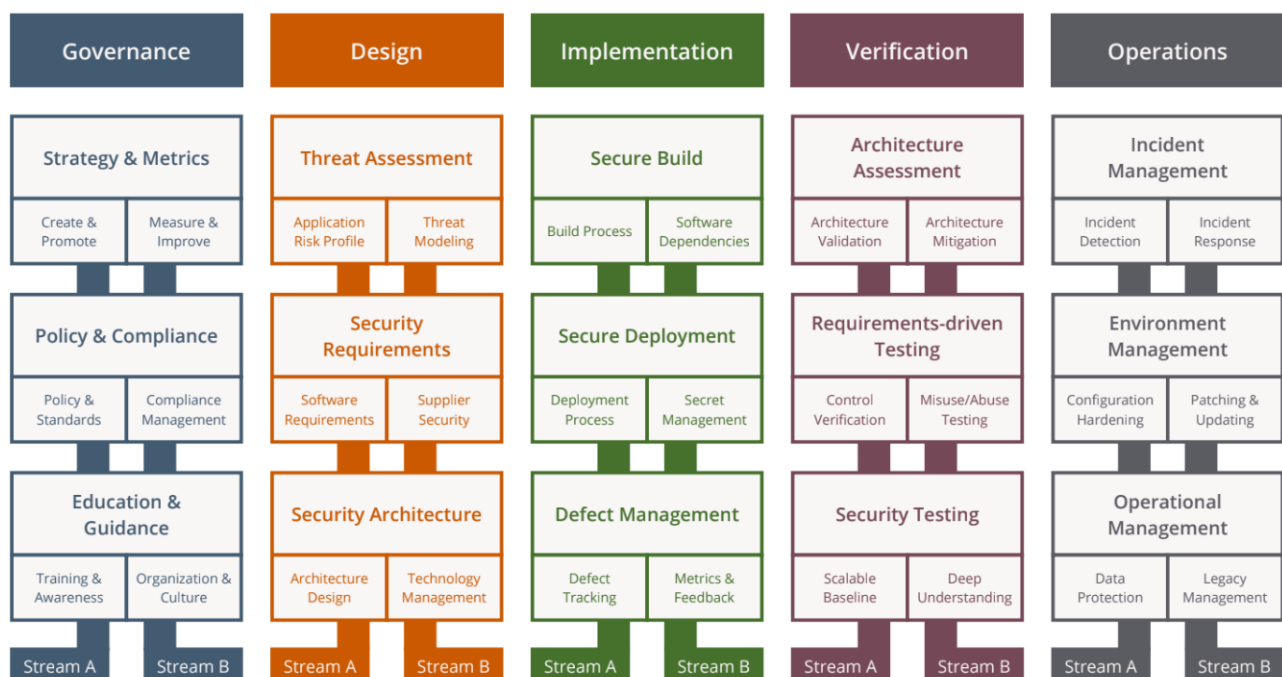 Governance
Design
Implementation
Verification
Operations
Strategy & Metrics
Create &
Promote
Measure &
Improve
Policy & Compliance
Policy &
Standards
Compliance
Management
Education &
Guidance
Training &
Awareness
Organization &
Culture
Stream A
Stream B
Threat Assessment
Application
Risk Profile
Threat
Modeling
Security
Requirements
Software
Requirements
Supplier
Security
Security Architecture
Architecture
Design
Technology
Management
Stream A
Stream B
Secure Build
Build Process
Software
Dependencies
Secure Deployment
Deployment
Process
Secret
Management
Defect Management
Defect
Tracking
Metrics &
Feedback
Stream A
Stream B
Architecture
Assessment
Architecture
Validation
Architecture
Mitigation
Requirements-driven
Testing
Control
Verification
Misuse/Abuse
Testing
Security Testing
Scalable
Baseline
Deep
Understanding
Stream A
Stream B
Incident
Management
Incident
Detection
Incident
Response
Environment
Management
Configuration
Hardening
Patching &
Updating
Operational
Management
Data
Protection
Legacy
Management
Stream A
Stream B